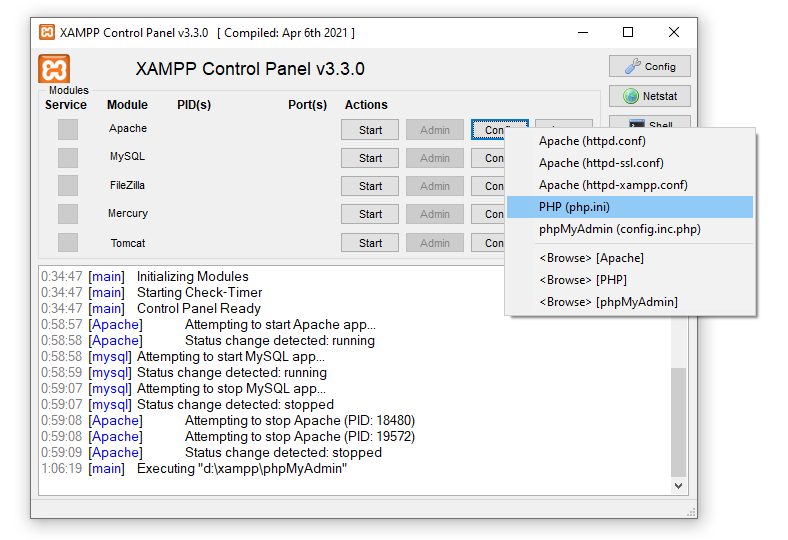 XAMPP Control Panel v3.3.0 [ Compiled: Apr 6th 2021 ]
XAMPP Control Panel v3.3.0
Config
Modules
Service Module PID(s) Port(s) Actions
Netstat
Shell
Apache Start Admin
MySQL Start Admin
FileZilla Start Admin
Mercury Start Admin
Tomcat Start Admin
Apache (httpd.conf)
Apache (httpd-ssl.conf)
Apache (httpd-xampp.conf)
PHP (php.ini)
phpMyAdmin (config.inc.php)
<Browse> [Apache]
<Browse> [PHP]
<Browse> [phpMyAdmin]
0:34:47 [main] Initializing Modules
0:34:47 [main] Starting Check-Timer
0:34:47 [main] Control Panel Ready
0:58:57 [Apache] Attempting to start Apache app...
0:58:58 [Apache] Status change detected: running
0:58:58 [mysql] Attempting to start MySQL app...
0:58:59 [mysql] Status change detected: running
0:59:07 [mysql] Attempting to stop MySQL app...
0:59:07 [mysql] Status change detected: stopped
0:59:08 [Apache] Attempting to stop Apache (PID: 18480)
0:59:08 [Apache] Attempting to stop Apache (PID: 19572)
0:59:09 [Apache] Status change detected: stopped
1:06:19 [main] Executing "d:\xampp\phpMyAdmin"